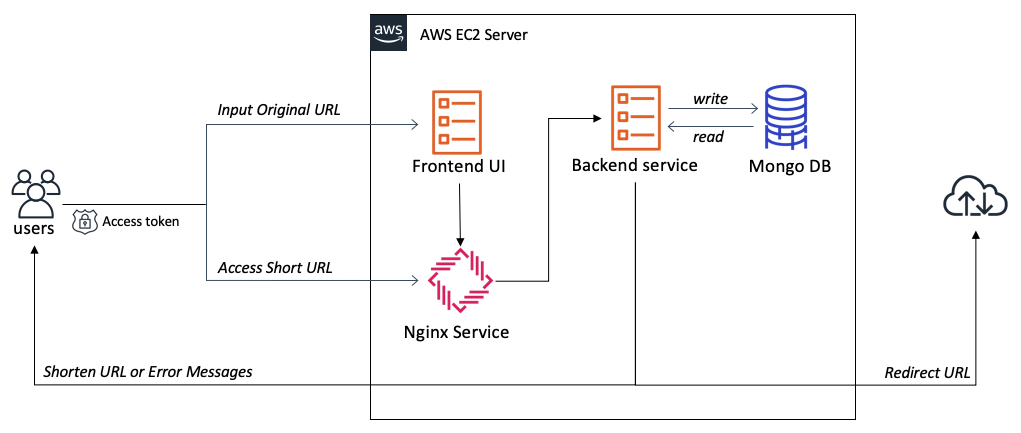 aws
AWS EC2 Server
Input Original URL
write
read
Frontend UI
Backend service
Mongo DB
users
Access token
Access Short URL
Nginx Service
Shorten URL or Error Messages
Redirect URL